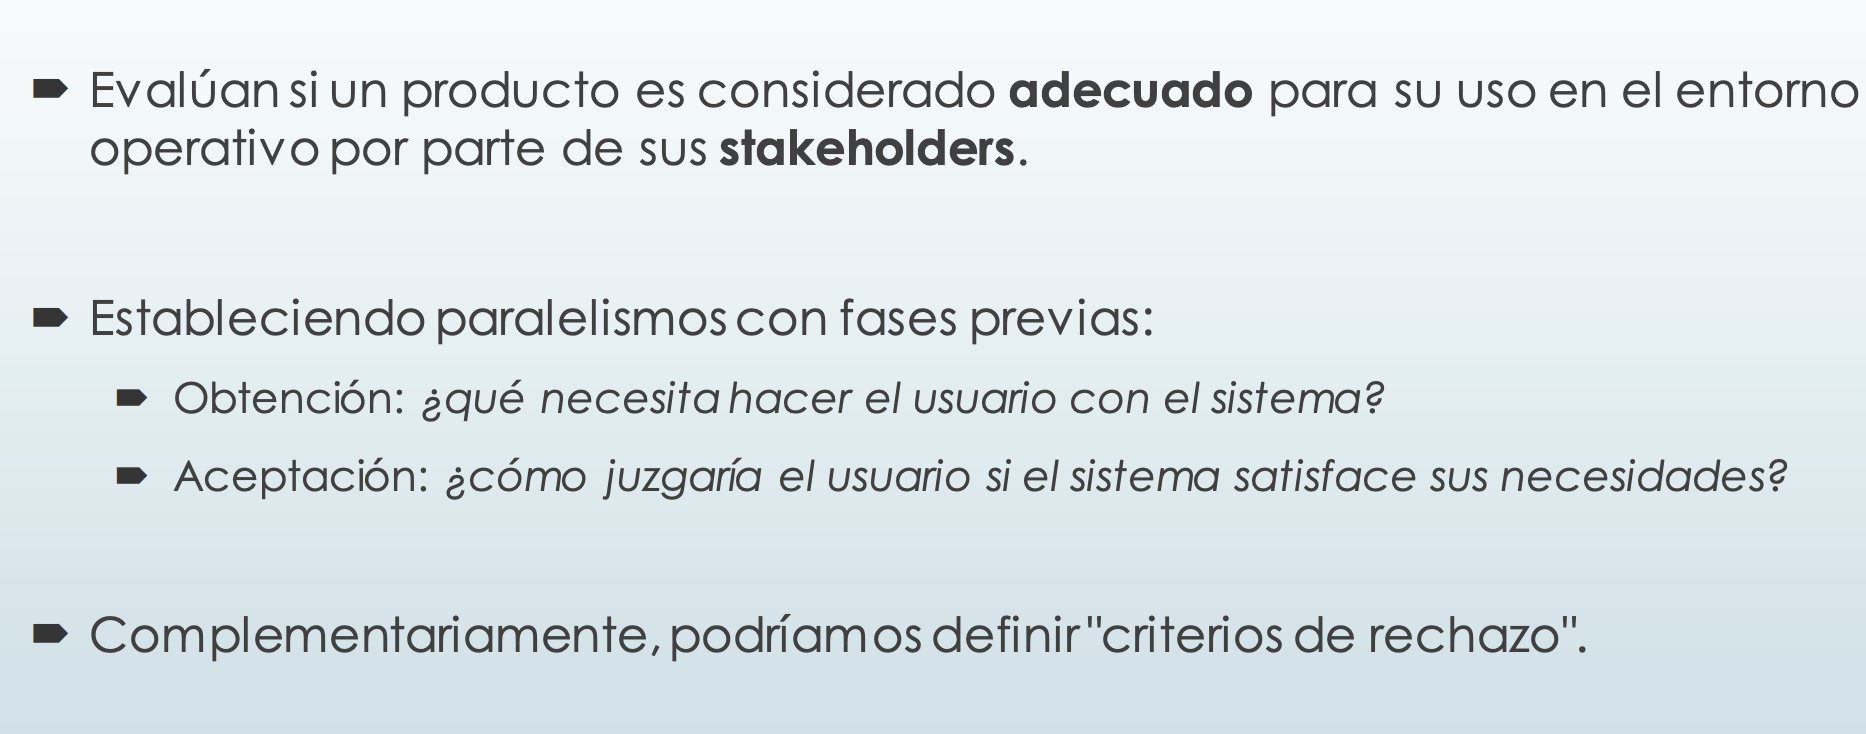 Evalúan si un producto es considerado adecuado para su uso en el entorno
operativo por parte de sus stakeholders.
Estableciendo paralelismos con fases previas:
Obtención: ¿qué necesita hacer el usuario con el sistema?
Aceptación: ¿cómo juzgaría el usuario si el sistema satisface sus necesidades?
Complementariamente, podríamos definir "criterios de rechazo".